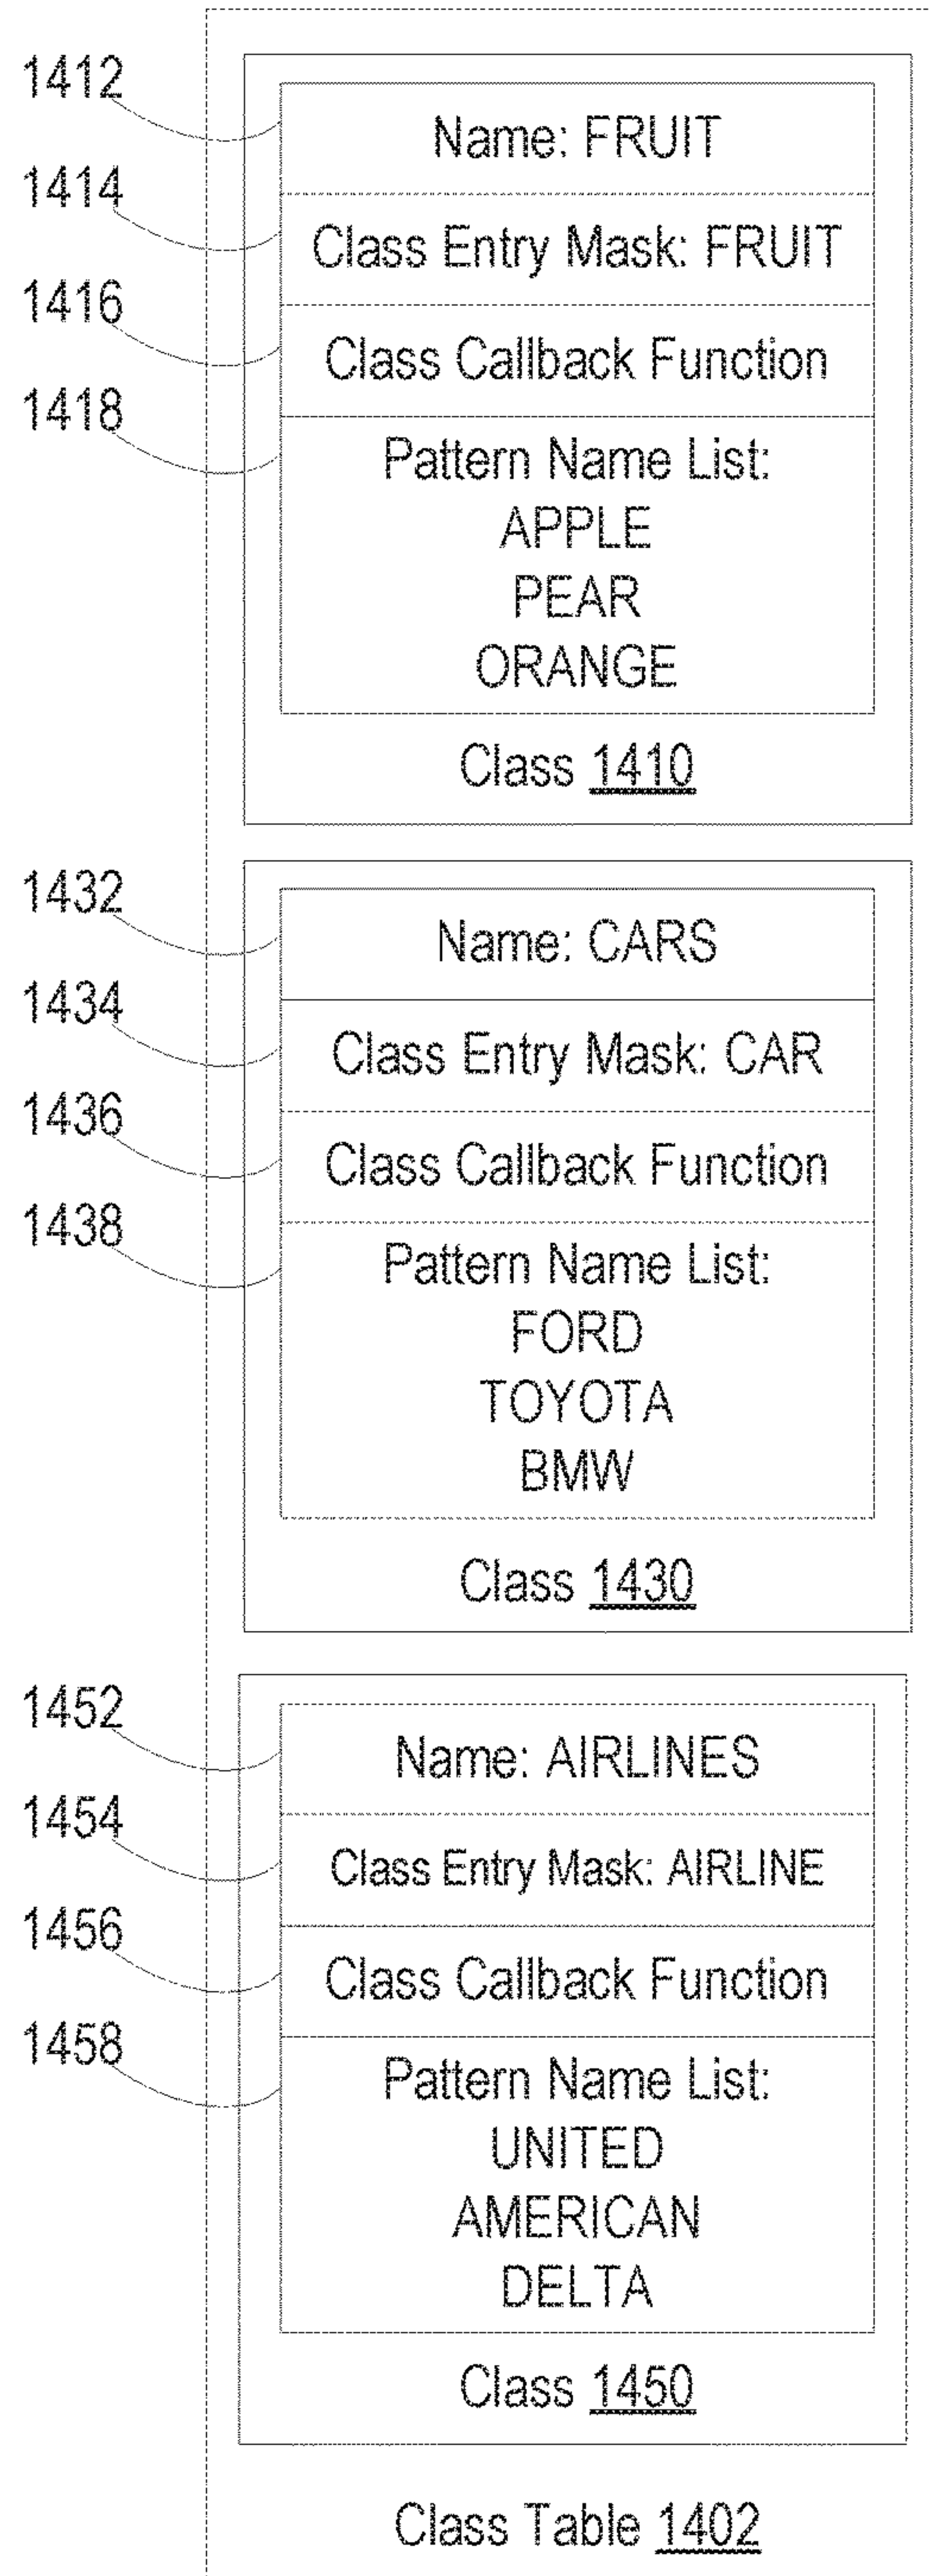 1412
Name: FRUIT
1414
Class Entry Mask: FRUIT
1416
Class Callback Function
1418
Pattern Name List:
APPLE
PEAR
ORANGE
Class 1410
1432
Name: CARS
1434
Class Entry Mask: CAR
1436
Class Callback Function
1438
Pattern Name List:
FORD
TOYOTA
BMW
Class 1430
1452
Name: AIRLINES
1454
Class Entry Mask: AIRLINE
1456
Class Callback Function
1458
Pattern Name List:
UNITED
AMERICAN
DELTA
Class 1450
Class Table 1402